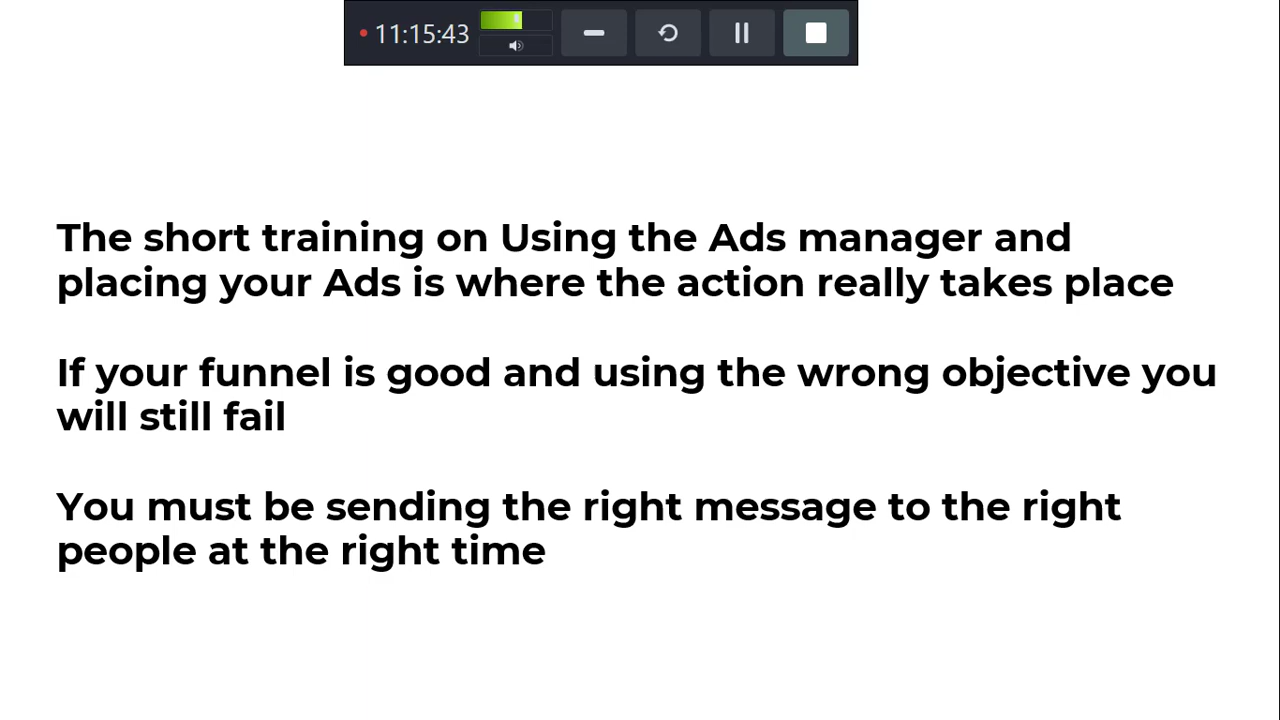 11:15:43
The short training on Using the Ads manager and
placing your Ads is where the action really takes place
If your funnel is good and using the wrong objective you
will still fail
You must be sending the right message to the right
people at the right time